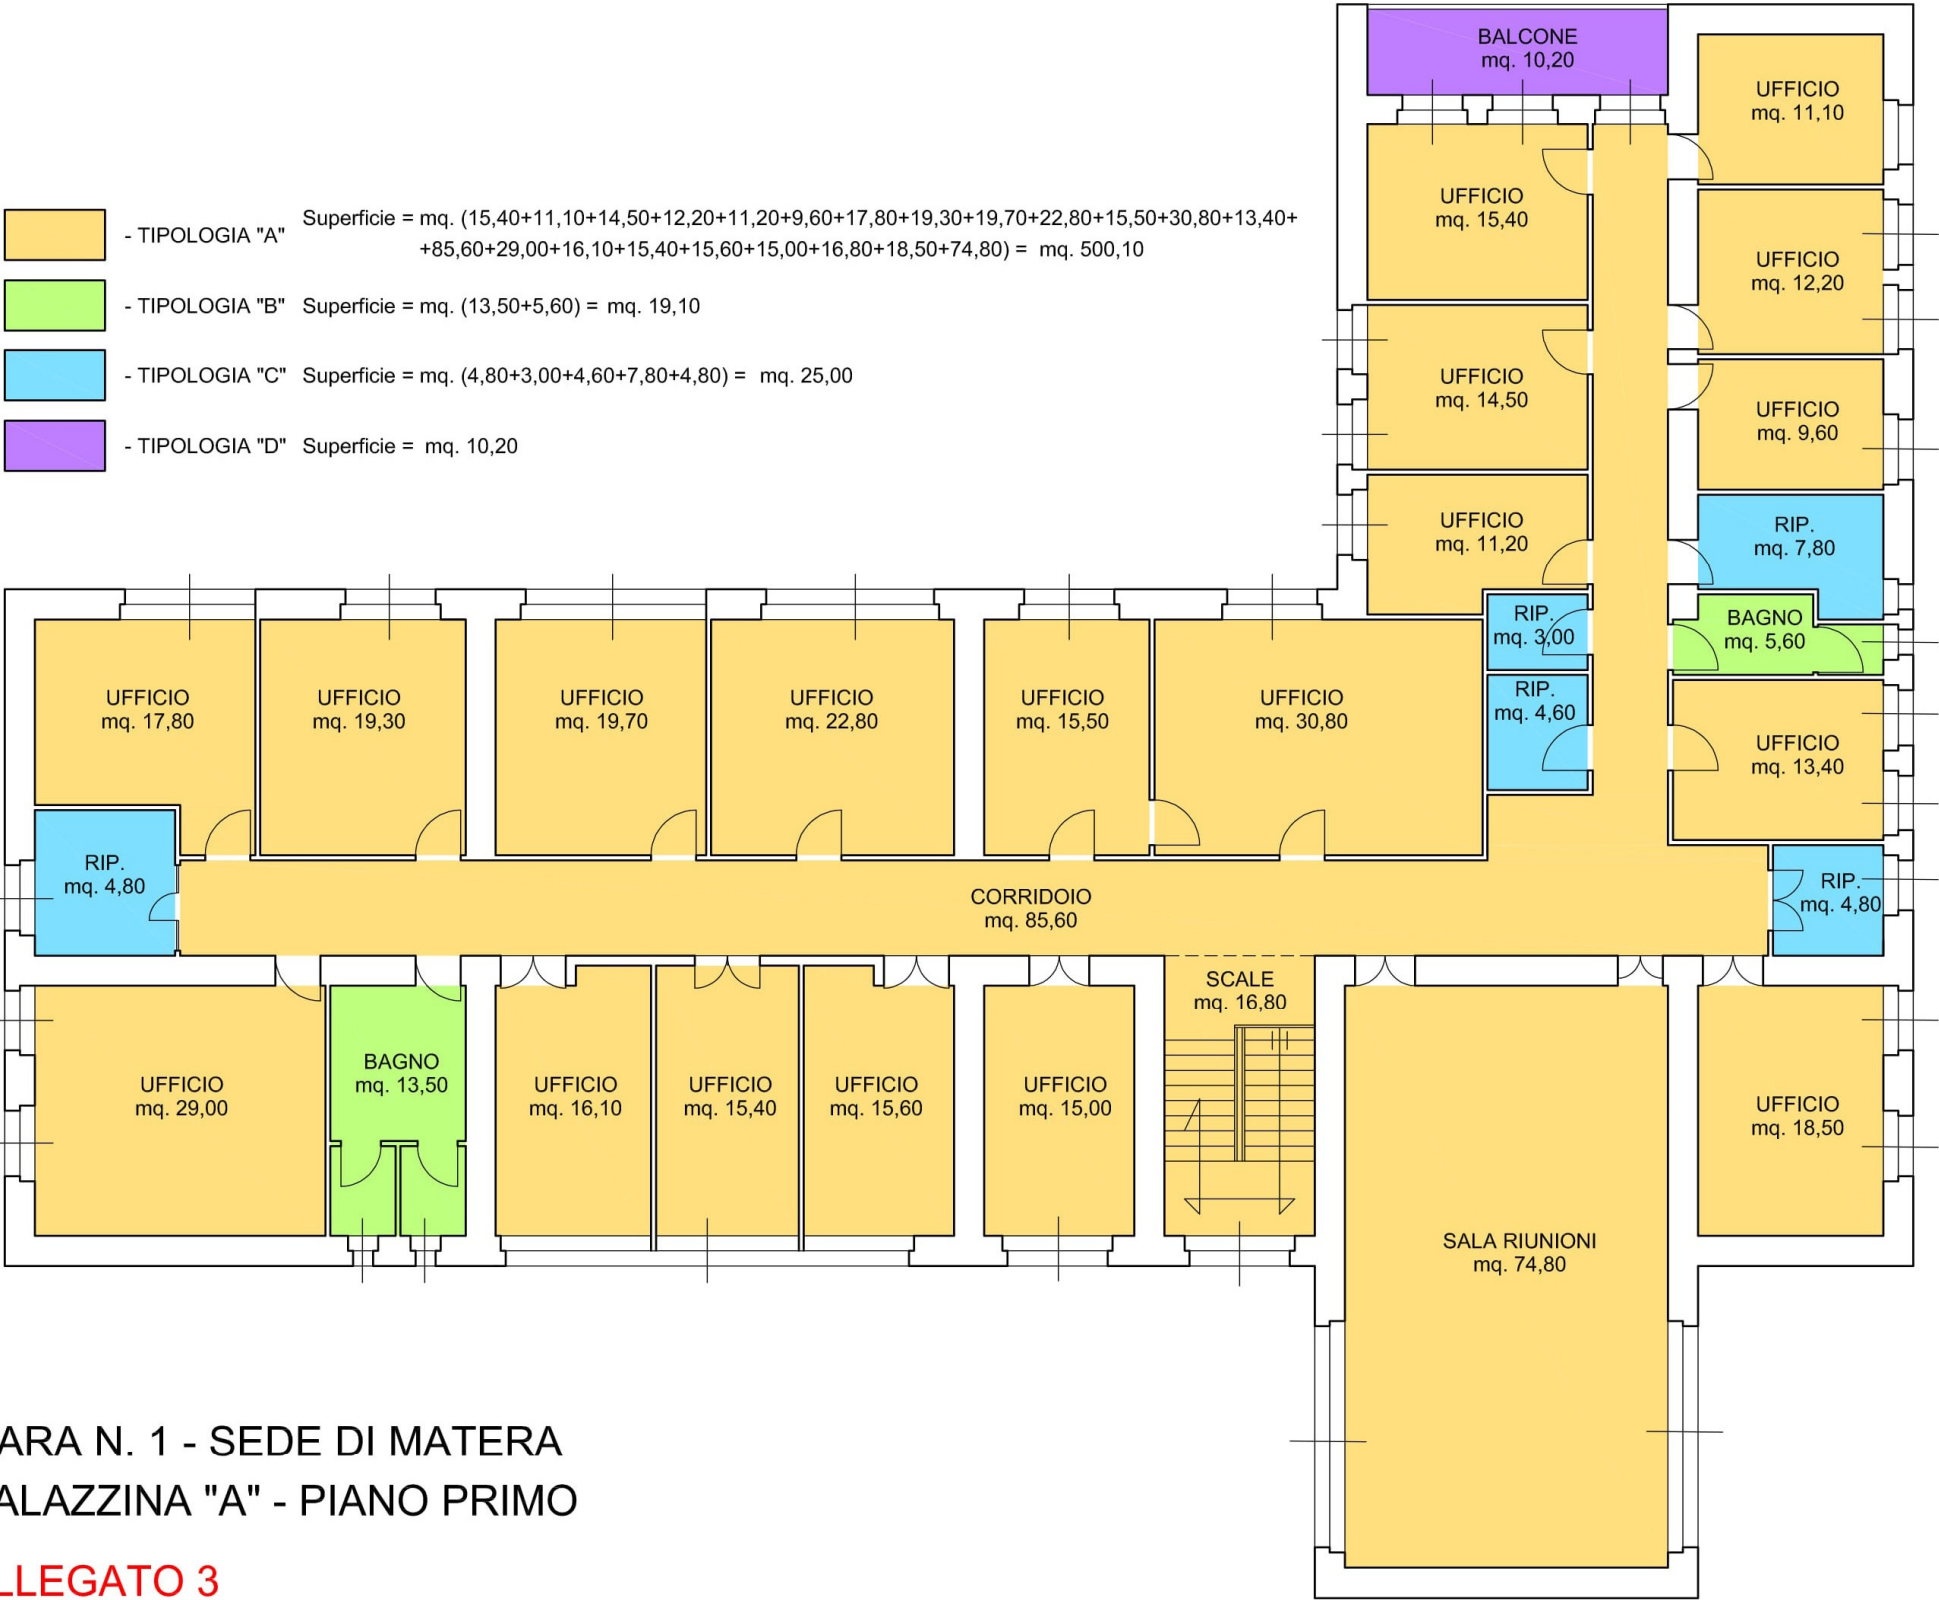 BALCONE
mq. 10,20
UFFICIO
mq. 11,10
UFFICIO
mq. 15,40
UFFICIO
mq. 12,20
- TIPOLOGIA "A" Superficie = mq. (15,40+11,10+14,50+12,20+11,20+9,60+17,80+19,30+19,70+22,80+15,50+30,80+13,40+
+85,60+29,00+16,10+15,40+15,60+15,00+16,80+18,50+74,80) = mq. 500,10
- TIPOLOGIA "B" Superficie = mq. (13,50+5,60) = mq. 19,10
- TIPOLOGIA "C" Superficie = mq. (4,80+3,00+4,60+7,80+4,80) = mq. 25,00
- TIPOLOGIA "D" Superficie = mq. 10,20
UFFICIO
mq. 14,50
UFFICIO
mq. 9,60
UFFICIO
mq. 11,20
RIP.
mq. 7,80
RIP.
mq. 3,00
BAGNO
mq. 5,60
UFFICIO
mq. 17,80
UFFICIO
mq. 19,30
UFFICIO
mq. 19,70
UFFICIO
mq. 22,80
UFFICIO
mq. 15,50
UFFICIO
mq. 30,80
RIP.
mq. 4,60
UFFICIO
mq. 13,40
RIP.
mq. 4,80
CORRIDOIO
mq. 85,60
RIP.
mq. 4,80
UFFICIO
mq. 29,00
BAGNO
mq. 13,50
UFFICIO
mq. 16,10
UFFICIO
mq. 15,40
UFFICIO
mq. 15,60
UFFICIO
mq. 15,00
SCALE
mq. 16,80
SALA RIUNIONI
mq. 74,80
UFFICIO
mq. 18,50
ARA N. 1 - SEDE DI MATERA
ALAZZINA "A" - PIANO PRIMO
LLEGATO 3